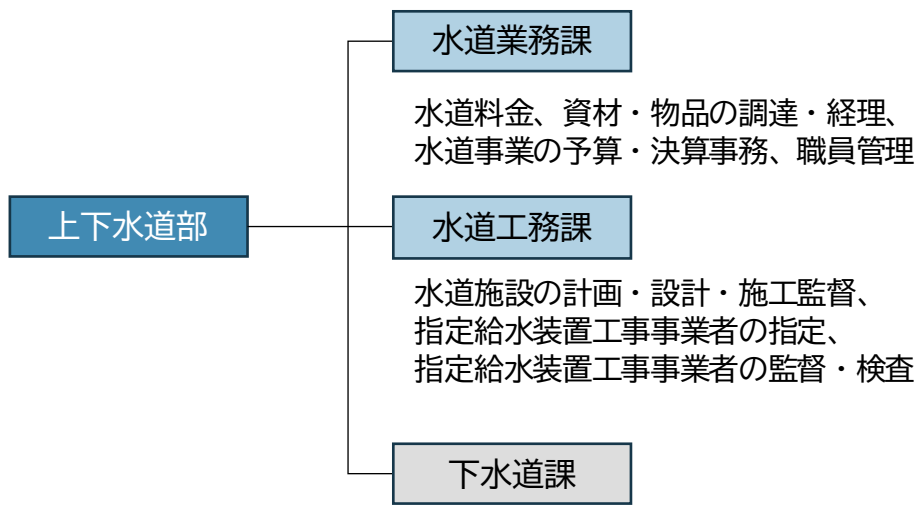 水道業務課
水道料金、資材・物品の調達・経理、
水道事業の予算・決算事務、職員管理
上下水道部
水道工務課
水道施設の計画・設計・施工監督、
指定給水装置工事事業者の指定、
指定給水装置工事事業者の監督・検査
下水道課